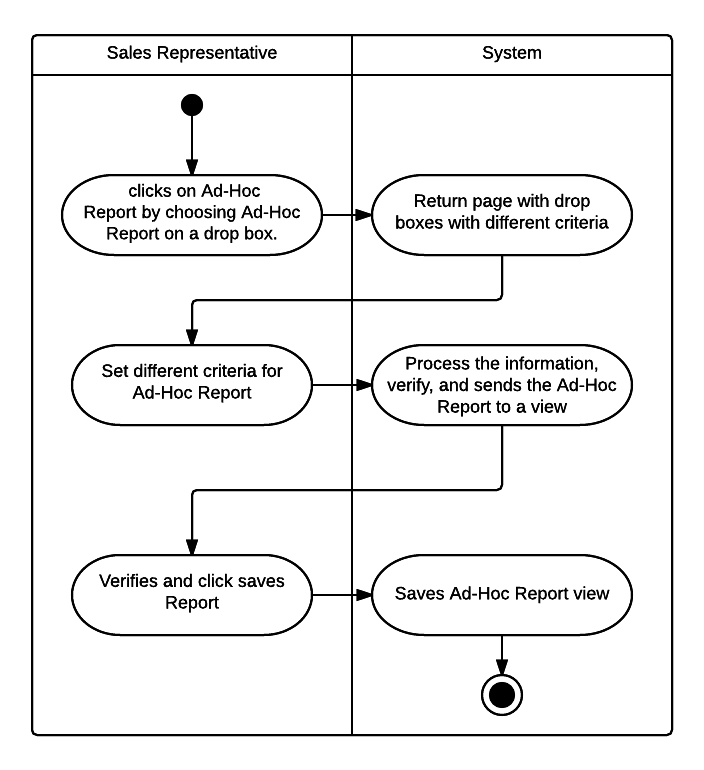 Sales Representative
System
clicks on Ad-Hoc
Report by choosing Ad-Hoc
Report on a drop box.
Return page with drop
boxes with different criteria
Set different criteria for
Ad-Hoc Report
Process the information,
verify, and sends the Ad-Hoc
Report to a view
Verifies and click saves
Report
Saves Ad-Hoc Report view